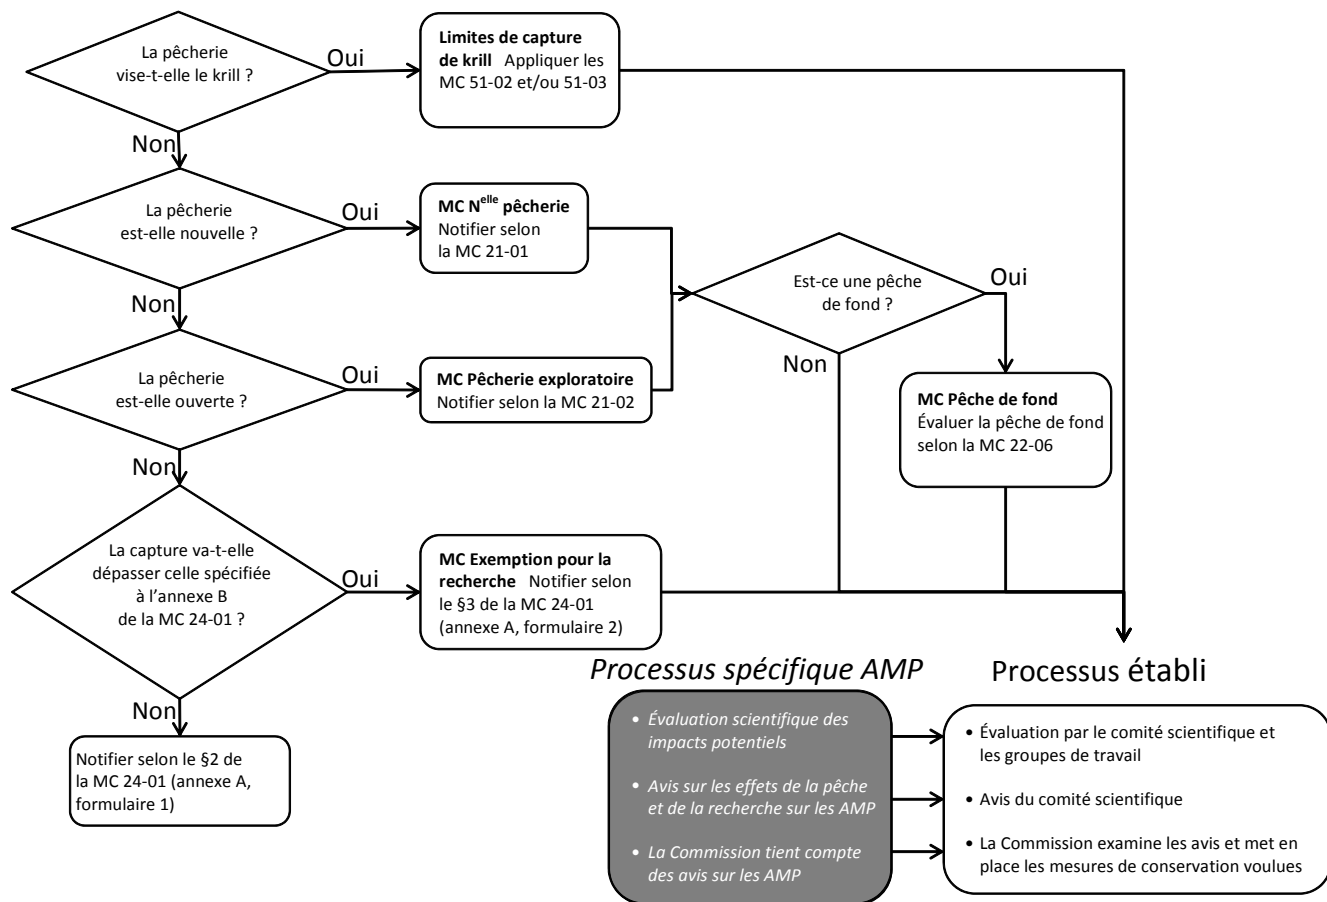 La pêcherie
vise-t-elle le krill ?
Oui
Limites de capture
de krill Appliquer les
MC 51-02 et/ou 51-03
Non
La pêcherie
est-elle nouvelle ?
Oui
MC Nelle pêcherie
Notifier selon
la MC 21-01
Est-ce une pêche
de fond ?
Oui
Non
Non
La pêcherie
est-elle ouverte ?
Oui
MC Pêcherie exploratoire
Notifier selon la MC 21-02
MC Pêche de fond
Évaluer la pêche de fond
selon la MC 22-06
Non
La capture va-t-elle
dépasser celle spécifiée
à l'annexe B
de la MC 24-01 ?
Oui
MC Exemption pour la
recherche Notifier selon
le §3 de la MC 24-01
(annexe A, formulaire 2)
Non
Notifier selon le §2 de
la MC 24-01 (annexe A,
formulaire 1)
Processus spécifique AMP
• Évaluation scientifique des
impacts potentiels
• Avis sur les effets de la pêche
et de la recherche sur les AMP
• La Commission tient compte
des avis sur les AMP
Processus établi
• Évaluation par le comité scientifique et
les groupes de travail
• Avis du comité scientifique
• La Commission examine les avis et met en
place les mesures de conservation voulues